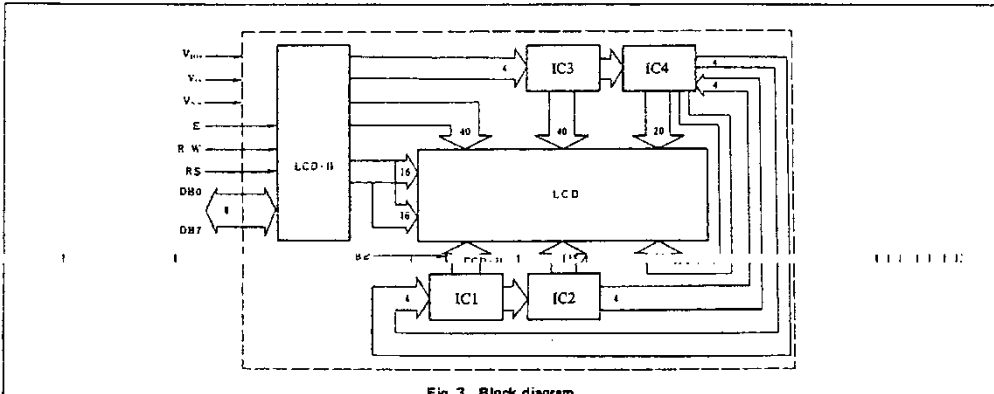 VDD
E
R/W
RS
DB0
8
DB7
LCD-II
4
IC3
IC4
4
4
40
40
20
16
16
LCD
4
IC1
IC2
4
Fig. 3 Block diagram